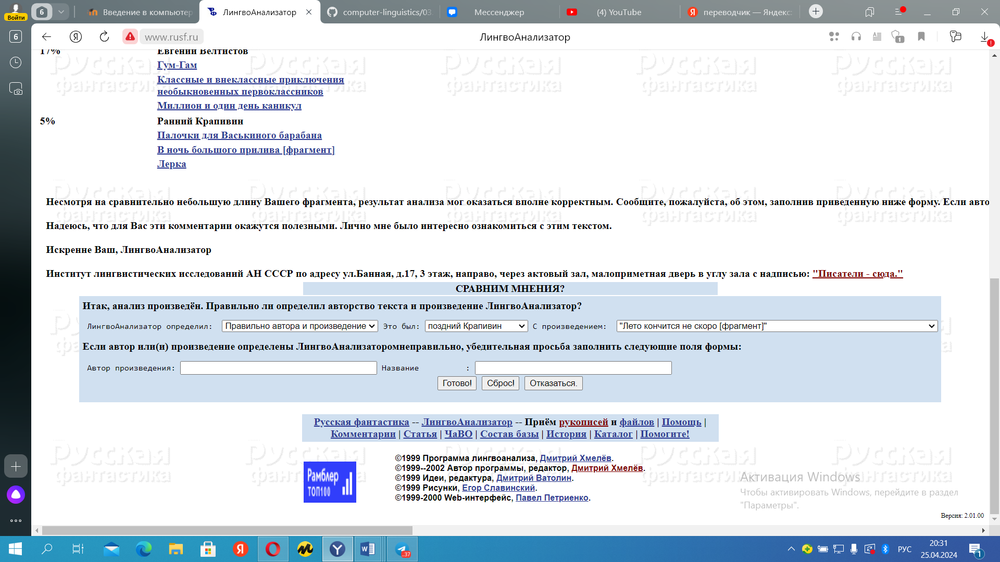 Войти
6
Введение в компьютер
ЛингвоАнализатор
computer-linguistics/03.
Мессенджер
(4) YouTube
переводчик — Яндекс
6
www.rusf.ru
ЛингвоАнализатор
1
17%
Евгений Велтистов
Гум-Гам
Классные и внеклассные приключения
необыкновенных первоклассников
Миллион и один день каникул
5%
Ранний Крапивин
Палочки для Васькиного барабана
В ночь большого прилива [фрагмент]
Лерка
Несмотря на сравнительно небольшую длину Вашего фрагмента, результат анализа мог оказаться вполне корректным. Сообщите, пожалуйста, об этом, заполнив приведенную ниже форму. Если авто
Надеюсь, что для Вас эти комментарии окажутся полезными. Лично мне было интересно ознакомиться с этим текстом.
Искренне Ваш, ЛингвоАнализатор
Институт лингвистических исследований АН СССР по адресу ул.Банная, д.17, 3 этаж, направо, через актовый зал, малоприметная дверь в углу зала с надписью: "Писатели - сюда."
СРАВНИМ МНЕНИЯ?
Итак, анализ произведён. Правильно ли определил авторство текста и произведение ЛингвоАнализатор?
ЛингвоАнализатор определил: Правильно автора и произведение Это был: поздний Крапивин С произведением: "Лето кончится не скоро [фрагмент]"
Если автор или(и) произведение определены ЛингвоАнализаторомнеправильно, убедительная просьба заполнить следующие поля формы:
Автор произведения: Название :
Готово! Сброс! Отказаться.
Русская фантастика -- ЛингвоАнализатор -- Приём рукописей и файлов | Помощь |
Комментарии | Статья | ЧаВО | Состав базы | История | Каталог | Помогите!
Рамблер
ТОП100
©1999 Программа лингвоанализа, Дмитрий Хмелёв.
©1999--2002 Автор программы, редактор, Дмитрий Хмелёв.
©1999 Идеи, редактура, Дмитрий Ватолин.
©1999 Рисунки, Егор Славинский.
©1999-2000 Web-интерфейс, Павел Петриенко.
Русская
фантастика
Активация Windows
Чтобы активировать Windows, перейдите в раздел
"Параметры".
Версия: 2.01.00
..37
РУС
20:31
25.04.2024
1